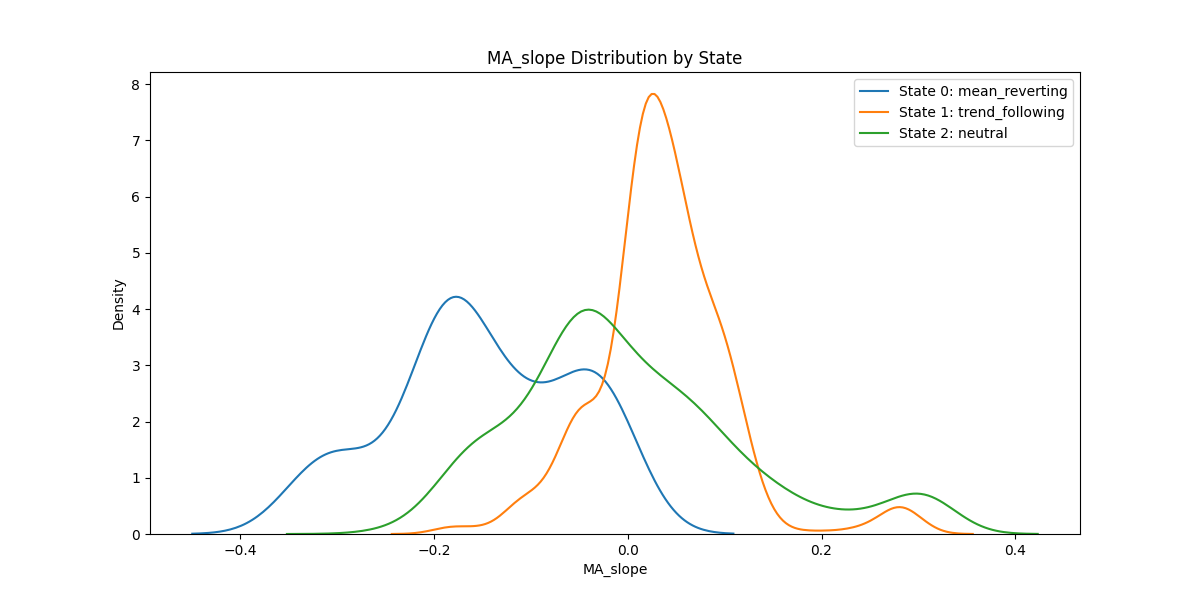 MA_slope Distribution by State
State 0: mean_reverting
State 1: trend_following
State 2: neutral
8
7
6
5
4
3
2
1
0
Density
−0.4
−0.2
0.0
0.2
0.4
MA_slope